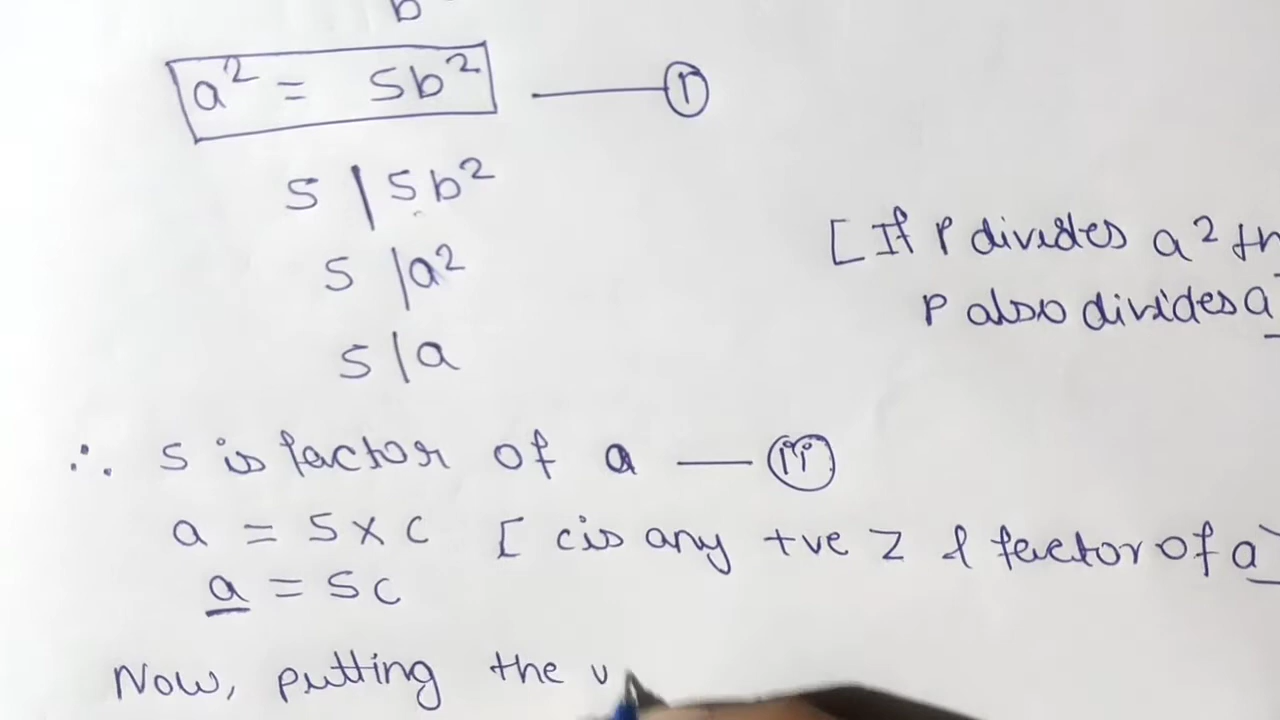 b
a² = 5b² — (i)
5 | 5b²
[If P divides a² th
5 | a²
P also divides a]
5 | a
∴ 5 is factor of a — (ii)
a = 5 × c [ c is any +ve Z & factor of a]
a = 5c
Now, putting the v